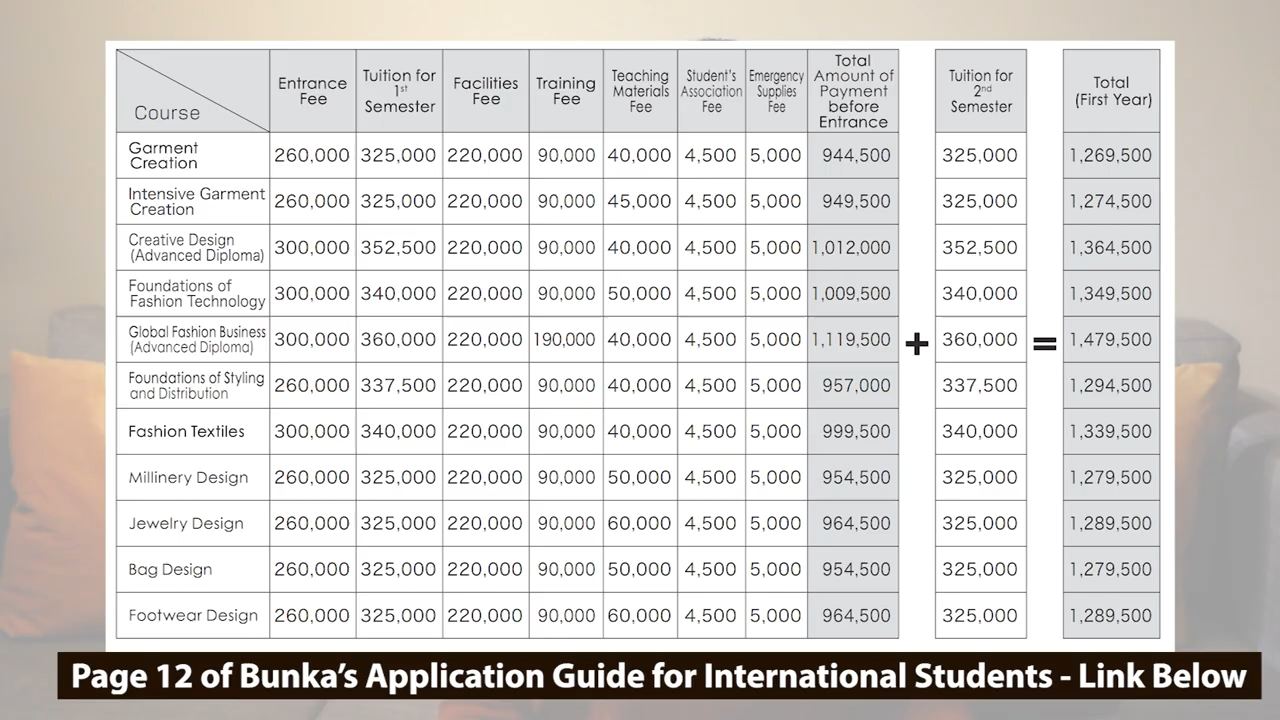 Course Entrance Fee Tuition for 1st Semester Facilities Fee Training Fee Teaching Materials Fee Student's Association Fee Emergency Supplies Fee Total Amount of Payment before Entrance Tuition for 2nd Semester Total (First Year)
Garment Creation 260,000 325,000 220,000 90,000 40,000 4,500 5,000 944,500 325,000 1,269,500
Intensive Garment Creation 260,000 325,000 220,000 90,000 45,000 4,500 5,000 949,500 325,000 1,274,500
Creative Design (Advanced Diploma) 300,000 352,500 220,000 90,000 40,000 4,500 5,000 1,012,000 352,500 1,364,500
Foundations of Fashion Technology 300,000 340,000 220,000 90,000 50,000 4,500 5,000 1,009,500 340,000 1,349,500
Global Fashion Business (Advanced Diploma) 300,000 360,000 220,000 190,000 40,000 4,500 5,000 1,119,500 + 360,000 = 1,479,500
Foundations of Styling and Distribution 260,000 337,500 220,000 90,000 40,000 4,500 5,000 957,000 337,500 1,294,500
Fashion Textiles 300,000 340,000 220,000 90,000 40,000 4,500 5,000 999,500 340,000 1,339,500
Millinery Design 260,000 325,000 220,000 90,000 50,000 4,500 5,000 954,500 325,000 1,279,500
Jewelry Design 260,000 325,000 220,000 90,000 60,000 4,500 5,000 964,500 325,000 1,289,500
Bag Design 260,000 325,000 220,000 90,000 50,000 4,500 5,000 954,500 325,000 1,279,500
Footwear Design 260,000 325,000 220,000 90,000 60,000 4,500 5,000 964,500 325,000 1,289,500
Page 12 of Bunka's Application Guide for International Students - Link Below